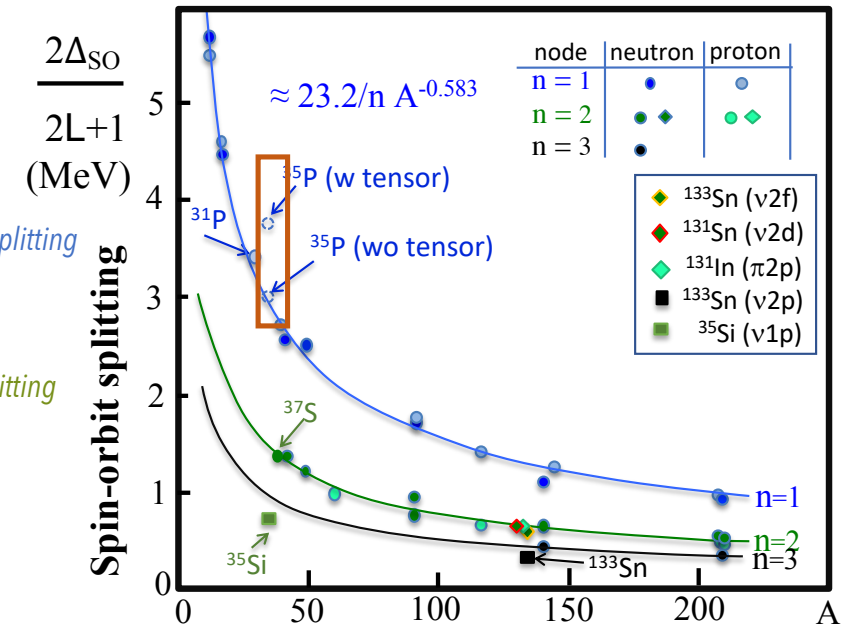 2Δ_SO
2L+1
(MeV)
plitting
itting
Spin-orbit splitting
5
4
3
2
1
0
0 50 100 150 200 A
≈ 23.2/n A^-0.583
node neutron proton
n = 1
n = 2
n = 3
³⁵P (w tensor)
³¹P
³⁵P (wo tensor)
¹³³Sn (ν2f)
¹³¹Sn (ν2d)
¹³¹In (π2p)
¹³³Sn (ν2p)
³⁵Si (ν1p)
³⁷S
³⁵Si
¹³³Sn
n=1
n=2
n=3